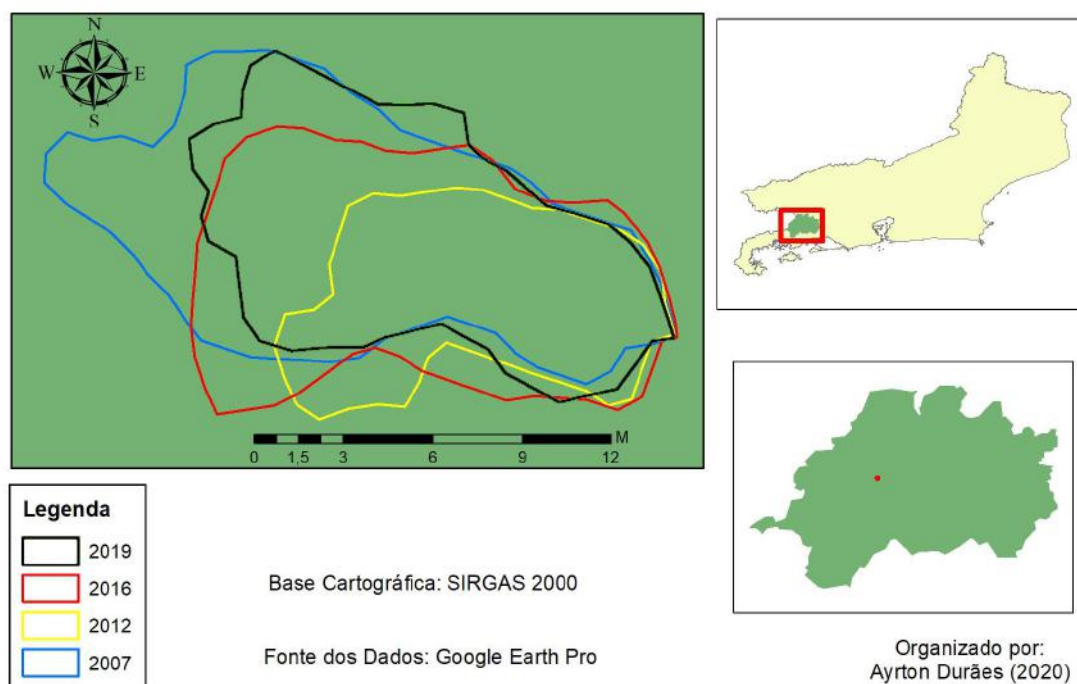 N
W E
S
M
0 1,5 3 6 9 12
Legenda
2019
2016
2012
2007
Base Cartográfica: SIRGAS 2000
Fonte dos Dados: Google Earth Pro
Organizado por:
Ayrton Durães (2020)